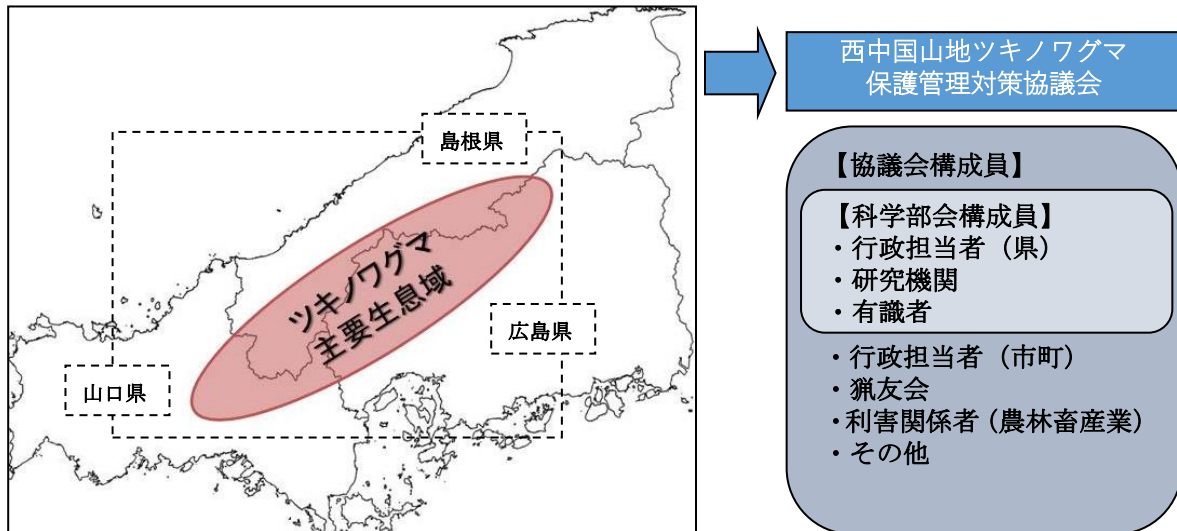 島根県
ツキノワグマ
主要生息域
広島県
山口県
西中国山地ツキノワグマ
保護管理対策協議会
【協議会構成員】
【科学部会構成員】
・行政担当者（県）
・研究機関
・有識者
・行政担当者（市町）
・猟友会
・利害関係者（農林畜産業）
・その他